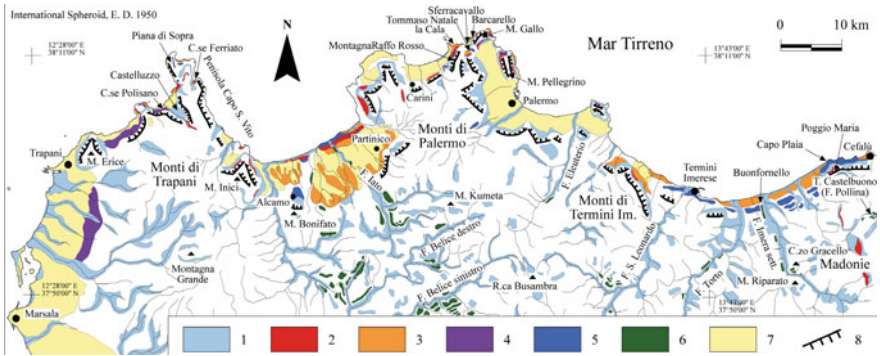 International Spheroid, E. D. 1950
12°28'00" E
38°11'00" N
Piana di Sopra
C.se Ferriato
Castelluzzo
C.se Polisano
Penisola Capo S. Vito
N
Sferracavallo
Tommaso Natale
Barcarello
la Cala
M. Gallo
MontagnaRaffo Rosso
Mar Tirreno
0 10 km
13°43'00" E
38°11'00" N
Carini
M. Pellegrino
Palermo
Trapani
M. Erice
Monti di
Trapani
M. Inici
Partinico
Monti di
Palermo
F. Iato
Alcamo
M. Bonifato
M. Kumeta
F. Eleuterio
Monti di
Termini Im.
Termini
Imerese
Buonfornello
Capo Plaia
Poggio Maria
Cefalù
T. Castelbuono
(F. Pollina)
F. Belice destro
F. Belice sinistro
Montagna
Grande
R.ca Busambra
F. S. Leonardo
F. Torto
F. Imera sett.
M. Riparato
C.zo Gracello
Madonie
12°28'00" E
37°50'00" N
Marsala
13°43'00" E
37°50'00" N
1 2 3 4 5 6 7 8